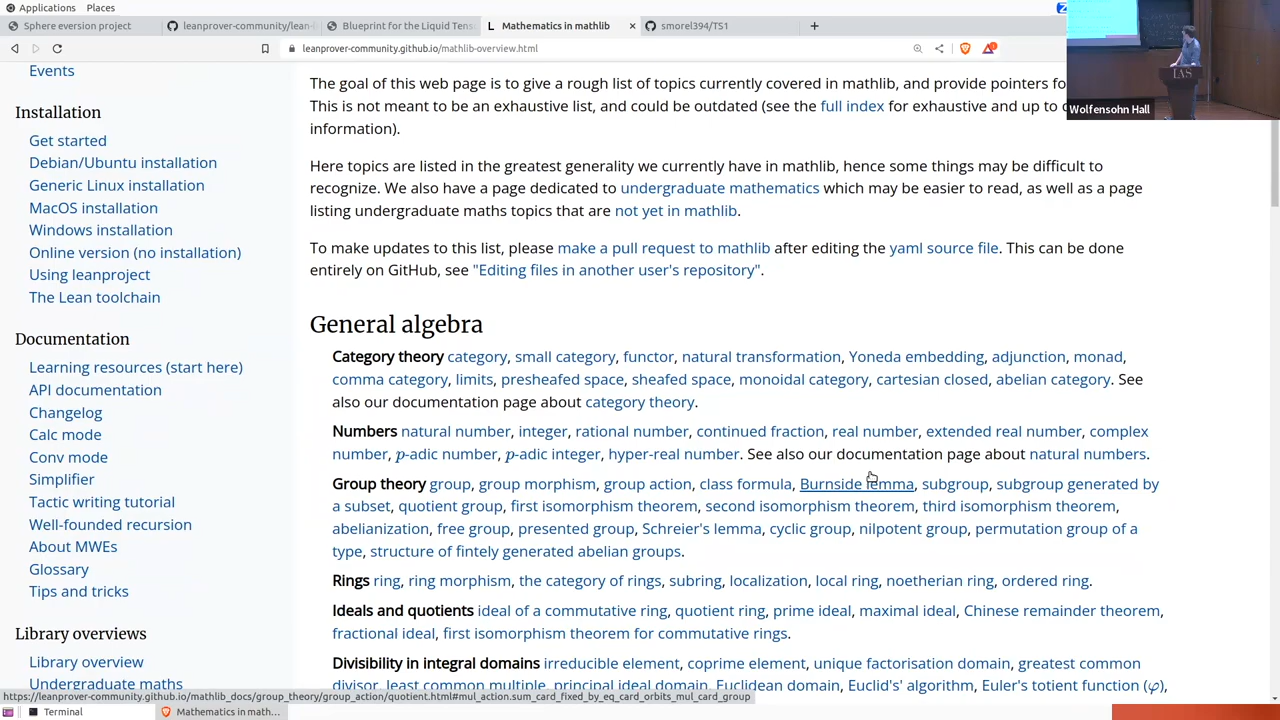 Applications Places
Sphere eversion project
leanprover-community/lean-l
Blueprint for the Liquid Tens
Mathematics in mathlib
smorel394/TS1
leanprover-community.github.io/mathlib-overview.html
IAS
Wolfensohn Hall
Events
Installation
Get started
Debian/Ubuntu installation
Generic Linux installation
MacOS installation
Windows installation
Online version (no installation)
Using leanproject
The Lean toolchain
Documentation
Learning resources (start here)
API documentation
Changelog
Calc mode
Conv mode
Simplifier
Tactic writing tutorial
Well-founded recursion
About MWEs
Glossary
Tips and tricks
Library overviews
Library overview
Undergraduate maths
The goal of this web page is to give a rough list of topics currently covered in mathlib, and provide pointers fo
This is not meant to be an exhaustive list, and could be outdated (see the full index for exhaustive and up to
information).
Here topics are listed in the greatest generality we currently have in mathlib, hence some things may be difficult to
recognize. We also have a page dedicated to undergraduate mathematics which may be easier to read, as well as a page
listing undergraduate maths topics that are not yet in mathlib.
To make updates to this list, please make a pull request to mathlib after editing the yaml source file. This can be done
entirely on GitHub, see "Editing files in another user's repository".
General algebra
Category theory category, small category, functor, natural transformation, Yoneda embedding, adjunction, monad,
comma category, limits, presheafed space, sheafed space, monoidal category, cartesian closed, abelian category. See
also our documentation page about category theory.
Numbers natural number, integer, rational number, continued fraction, real number, extended real number, complex
number, p-adic number, p-adic integer, hyper-real number. See also our documentation page about natural numbers.
Group theory group, group morphism, group action, class formula, Burnside lemma, subgroup, subgroup generated by
a subset, quotient group, first isomorphism theorem, second isomorphism theorem, third isomorphism theorem,
abelianization, free group, presented group, Schreier's lemma, cyclic group, nilpotent group, permutation group of a
type, structure of fintely generated abelian groups.
Rings ring, ring morphism, the category of rings, subring, localization, local ring, noetherian ring, ordered ring.
Ideals and quotients ideal of a commutative ring, quotient ring, prime ideal, maximal ideal, Chinese remainder theorem,
fractional ideal, first isomorphism theorem for commutative rings.
Divisibility in integral domains irreducible element, coprime element, unique factorisation domain, greatest common
divisor, least common multiple, principal ideal domain, Euclidean domain, Euclid's algorithm, Euler's totient function (φ),
https://leanprover-community.github.io/mathlib_docs/group_theory/group_action/quotient.html#mul_action.sum_card_fixed_by_eq_card_orbits_mul_card_group
Terminal
Mathematics in math...